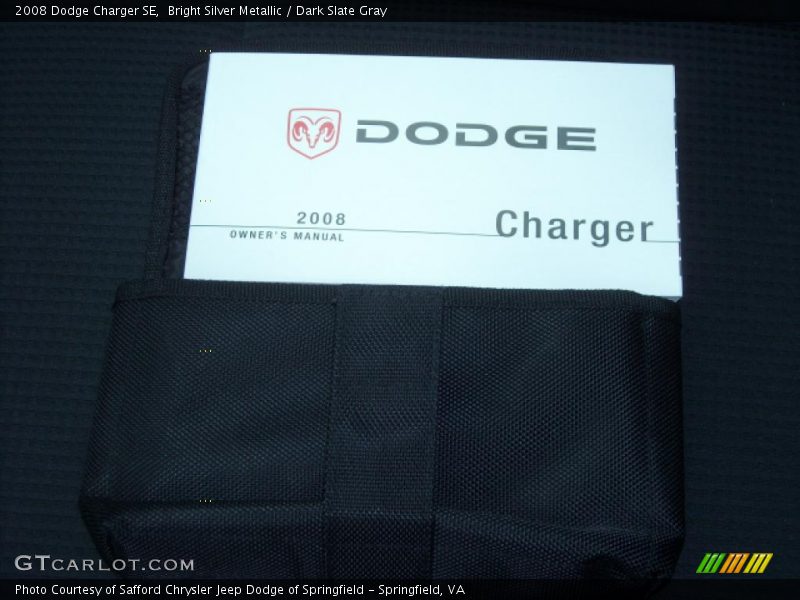 2008 Dodge Charger SE,  Bright Silver Metallic / Dark Slate Gray
DODGE
2008
OWNER'S MANUAL
Charger
GTCARLOT.COM
Photo Courtesy of Safford Chrysler Jeep Dodge of Springfield - Springfield, VA